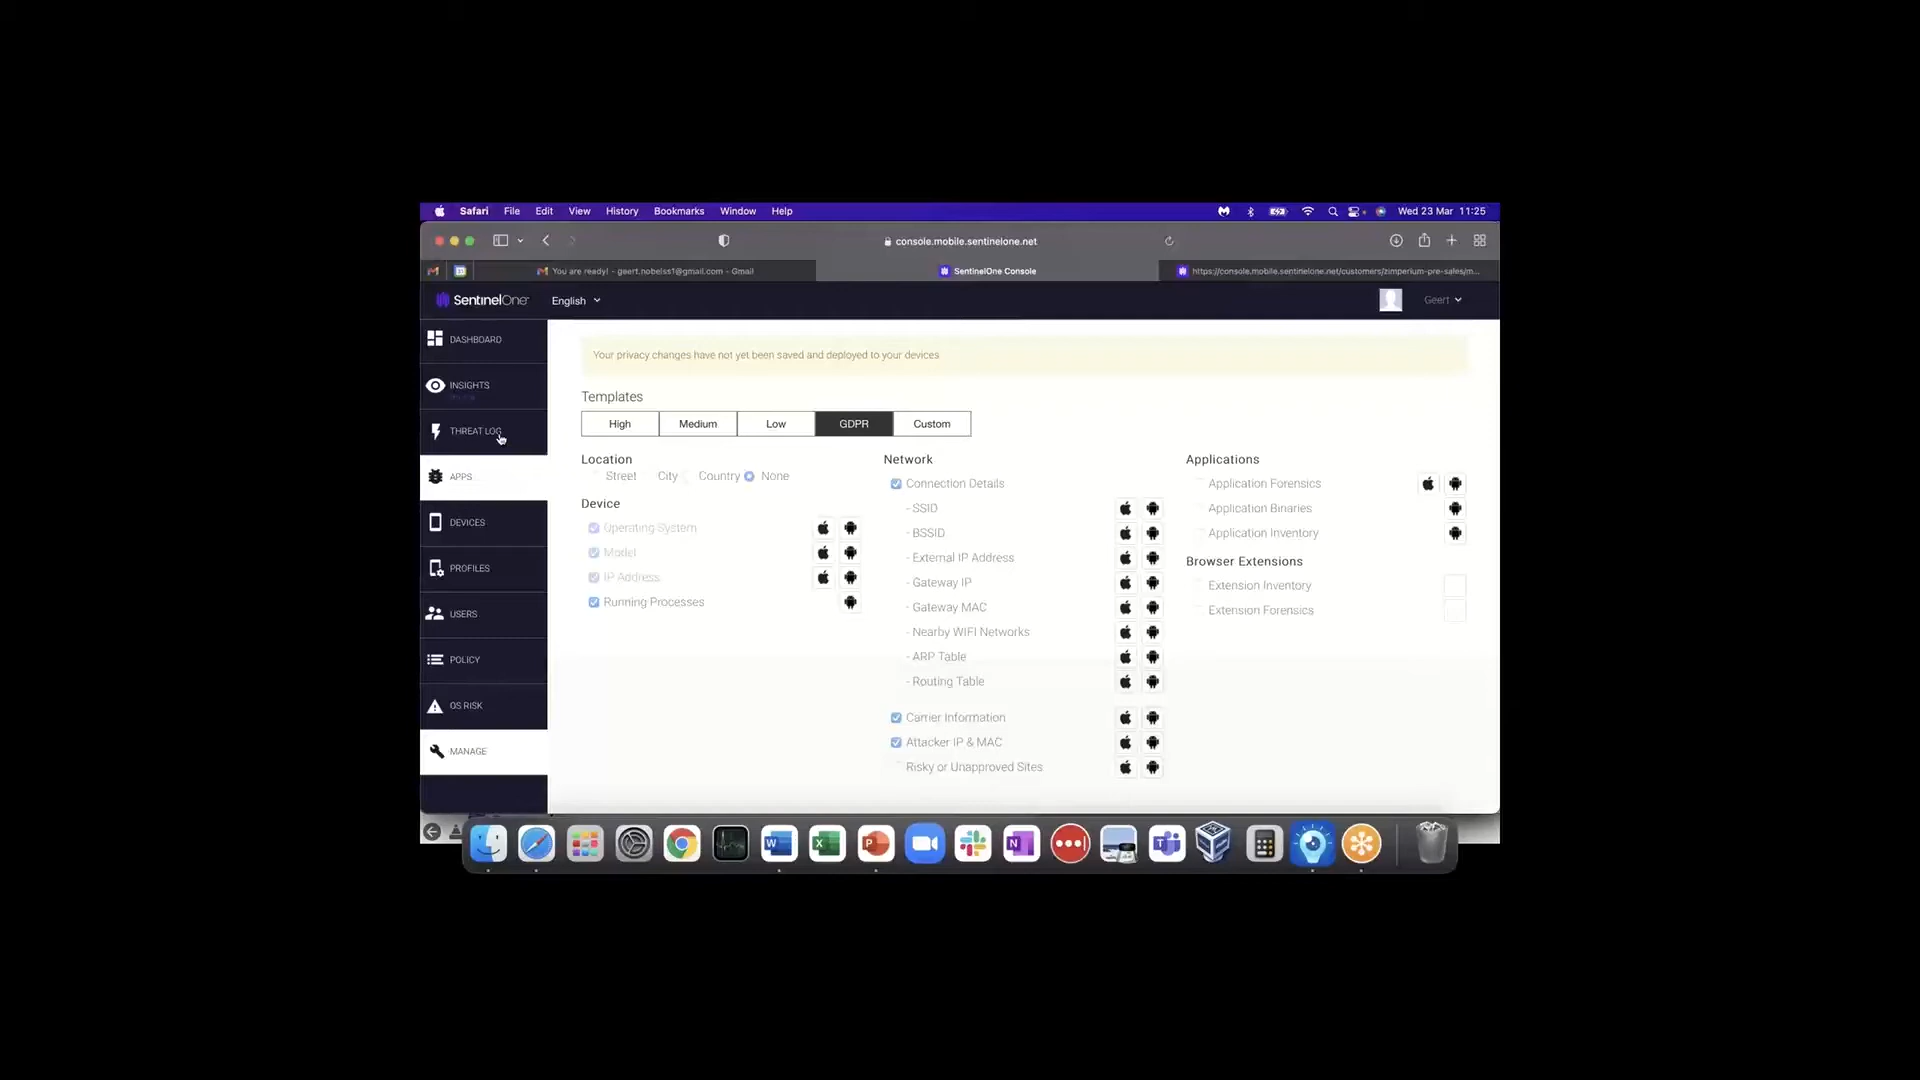 Safari File Edit View History Bookmarks Window Help Wed 23 Mar 11:25
console.mobile.sentinelone.net
You are ready! - geert.nobelss1@gmail.com - Gmail
SentinelOne Console
https://console.mobile.sentinelone.net/customers/zimperium-pre-sales/m...
SentinelOne English Geert
DASHBOARD
INSIGHTS
THREAT LOG
APPS
DEVICES
PROFILES
USERS
POLICY
OS RISK
MANAGE
Your privacy changes have not yet been saved and deployed to your devices
Templates
High Medium Low GDPR Custom
Location
Street City Country None
Device
Operating System
Model
IP Address
Running Processes
Network
Connection Details
- SSID
- BSSID
- External IP Address
- Gateway IP
- Gateway MAC
- Nearby WIFI Networks
- ARP Table
- Routing Table
Carrier Information
Attacker IP & MAC
Risky or Unapproved Sites
Applications
Application Forensics
Application Binaries
Application Inventory
Browser Extensions
Extension Inventory
Extension Forensics